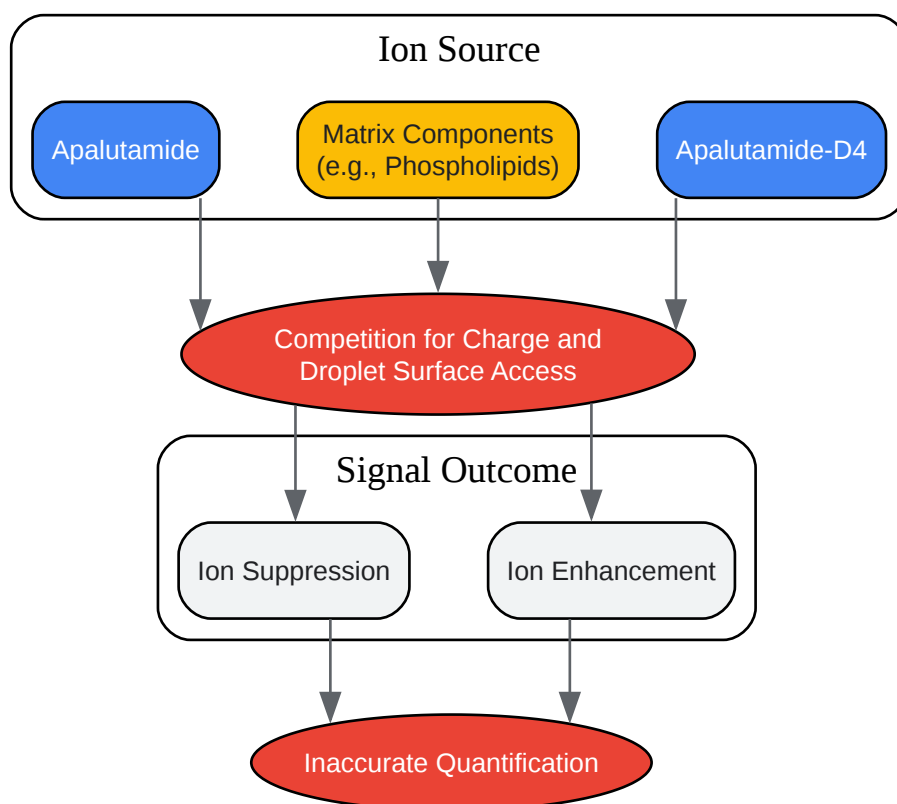 Ion Source
Apalutamide
Matrix Components
(e.g., Phospholipids)
Apalutamide-D4
Competition for Charge and
Droplet Surface Access
Signal Outcome
Ion Suppression
Ion Enhancement
Inaccurate Quantification